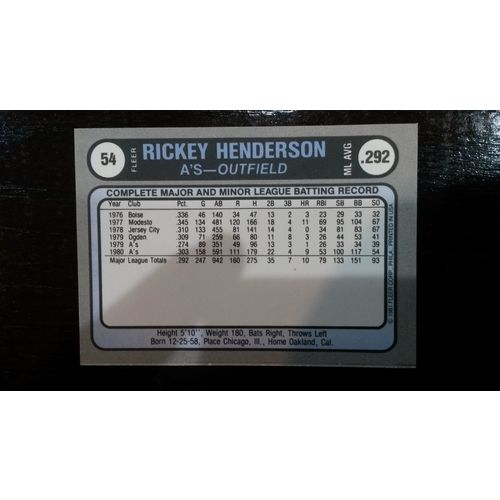 54 FLEER RICKEY HENDERSON ML AVG .292
A'S—OUTFIELD
COMPLETE MAJOR AND MINOR LEAGUE BATTING RECORD
Year Club Pct. G AB R H 2B 3B HR RBI SB BB SO
1976 Boise .336 46 140 34 47 13 2 3 23 29 33 32
1977 Modesto .345 134 481 120 166 18 4 11 69 95 104 67
1978 Jersey City .310 133 455 81 141 14 4 0 34 81 83 67
1979 Ogden .309 71 259 66 80 11 8 3 26 44 53 41
1979 A's .274 89 351 49 96 13 3 1 26 33 34 39
1980 A's .303 158 591 111 179 22 4 9 53 100 117 54
Major League Totals .292 247 942 160 275 35 7 10 79 133 151 93
Height 5'10", Weight 180, Bats Right, Throws Left
Born 12-25-58, Place Chicago, Ill., Home Oakland, Cal.
© 1981 FLEER CORP., PHILA., PRINTED IN U.S.A.